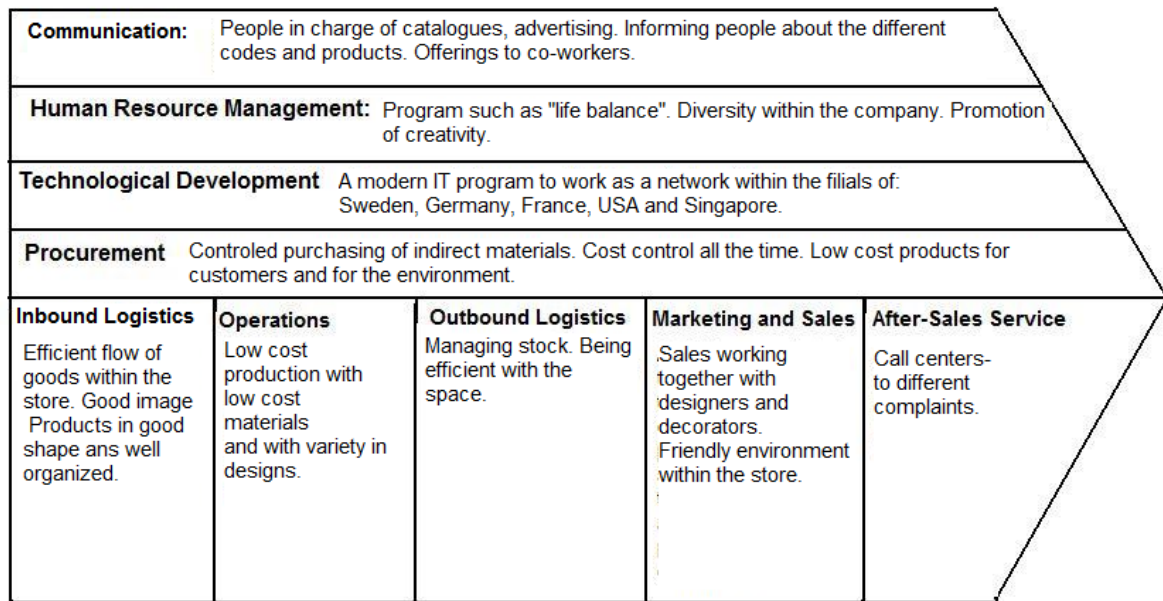 Communication: People in charge of catalogues, advertising. Informing people about the different
codes and products. Offerings to co-workers.
Human Resource Management: Program such as "life balance". Diversity within the company. Promotion
of creativity.
Technological Development A modern IT program to work as a network within the filials of:
Sweden, Germany, France, USA and Singapore.
Procurement Controled purchasing of indirect materials. Cost control all the time. Low cost products for
customers and for the environment.
Inbound Logistics
Efficient flow of
goods within the
store. Good image
Products in good
shape ans well
organized.
Operations
Low cost
production with
low cost
materials
and with variety in
designs.
Outbound Logistics
Managing stock. Being
efficient with the
space.
Marketing and Sales
Sales working
together with
designers and
decorators.
Friendly environment
within the store.
After-Sales Service
Call centers-
to different
complaints.